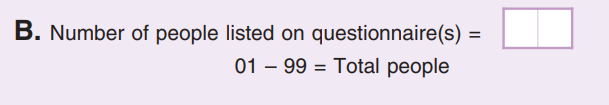 B. Number of people listed on questionnaire(s) =
01 – 99 = Total people